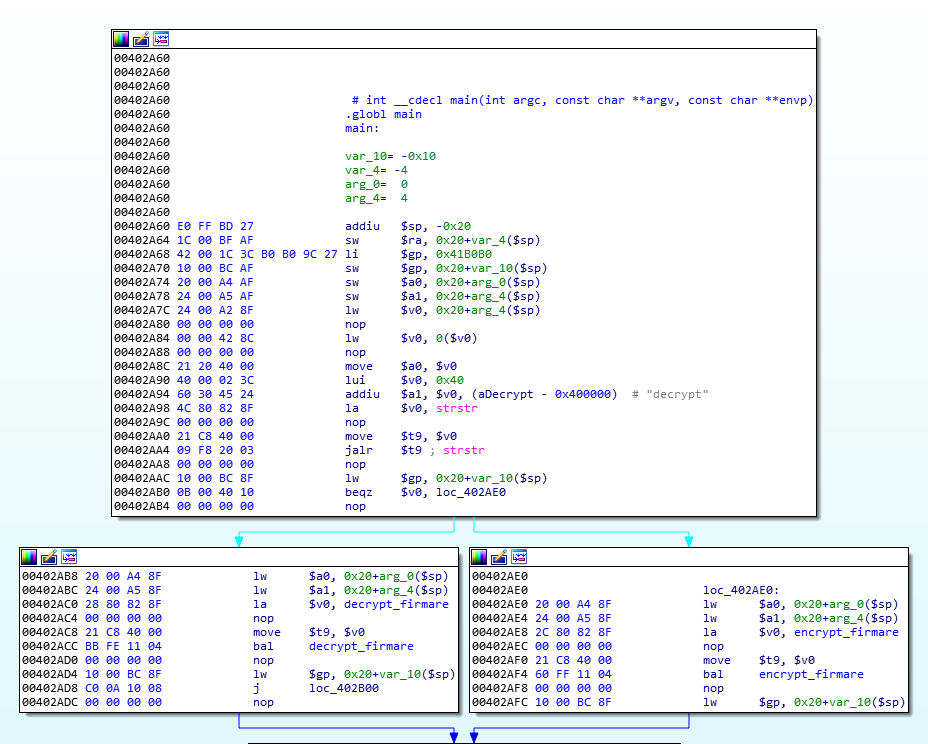 00402A60
00402A60
00402A60
00402A60 # int __cdecl main(int argc, const char **argv, const char **envp)
00402A60 .globl main
00402A60 main:
00402A60
00402A60 var_10= -0x10
00402A60 var_4= -4
00402A60 arg_0= 0
00402A60 arg_4= 4
00402A60
00402A60 E0 FF BD 27 addiu $sp, -0x20
00402A64 1C 00 BF AF sw $ra, 0x20+var_4($sp)
00402A68 42 00 1C 3C B0 B0 9C 27 li $gp, 0x41B0B0
00402A70 10 00 BC AF sw $gp, 0x20+var_10($sp)
00402A74 20 00 A4 AF sw $a0, 0x20+arg_0($sp)
00402A78 24 00 A5 AF sw $a1, 0x20+arg_4($sp)
00402A7C 24 00 A2 8F lw $v0, 0x20+arg_4($sp)
00402A80 00 00 00 00 nop
00402A84 00 00 42 8C lw $v0, 0($v0)
00402A88 00 00 00 00 nop
00402A8C 21 20 40 00 move $a0, $v0
00402A90 40 00 02 3C lui $v0, 0x40
00402A94 60 30 45 24 addiu $a1, $v0, (aDecrypt - 0x400000) # "decrypt"
00402A98 4C 80 82 8F la $v0, strstr
00402A9C 00 00 00 00 nop
00402AA0 21 C8 40 00 move $t9, $v0
00402AA4 09 F8 20 03 jalr $t9 ; strstr
00402AA8 00 00 00 00 nop
00402AAC 10 00 BC 8F lw $gp, 0x20+var_10($sp)
00402AB0 0B 00 40 10 beqz $v0, loc_402AE0
00402AB4 00 00 00 00 nop
00402AB8 20 00 A4 8F lw $a0, 0x20+arg_0($sp)
00402ABC 24 00 A5 8F lw $a1, 0x20+arg_4($sp)
00402AC0 28 80 82 8F la $v0, decrypt_firmare
00402AC4 00 00 00 00 nop
00402AC8 21 C8 40 00 move $t9, $v0
00402ACC BB FE 11 04 bal decrypt_firmare
00402AD0 00 00 00 00 nop
00402AD4 10 00 BC 8F lw $gp, 0x20+var_10($sp)
00402AD8 C0 0A 10 08 j loc_402B00
00402ADC 00 00 00 00 nop
00402AE0
00402AE0 loc_402AE0:
00402AE0 20 00 A4 8F lw $a0, 0x20+arg_0($sp)
00402AE4 24 00 A5 8F lw $a1, 0x20+arg_4($sp)
00402AE8 2C 80 82 8F la $v0, encrypt_firmare
00402AEC 00 00 00 00 nop
00402AF0 21 C8 40 00 move $t9, $v0
00402AF4 60 FF 11 04 bal encrypt_firmare
00402AF8 00 00 00 00 nop
00402AFC 10 00 BC 8F lw $gp, 0x20+var_10($sp)